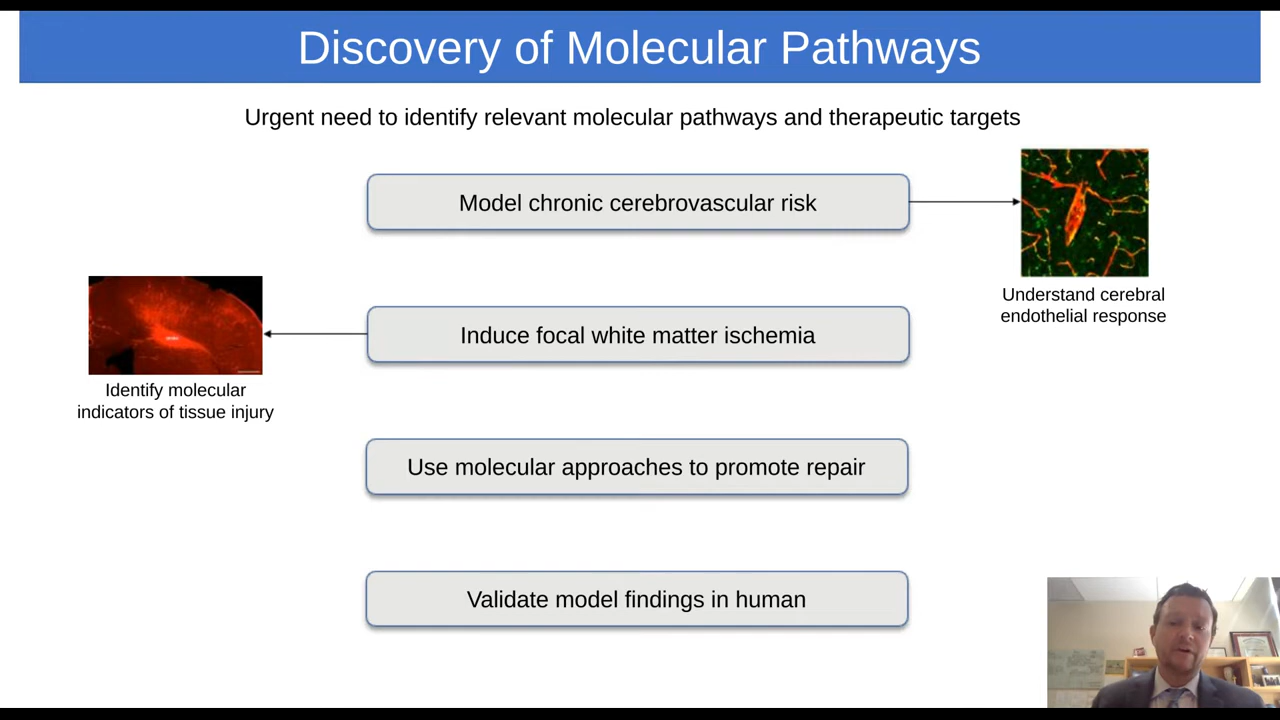 Discovery of Molecular Pathways
Urgent need to identify relevant molecular pathways and therapeutic targets
Model chronic cerebrovascular risk
Understand cerebral
endothelial response
Induce focal white matter ischemia
Identify molecular
indicators of tissue injury
Use molecular approaches to promote repair
Validate model findings in human